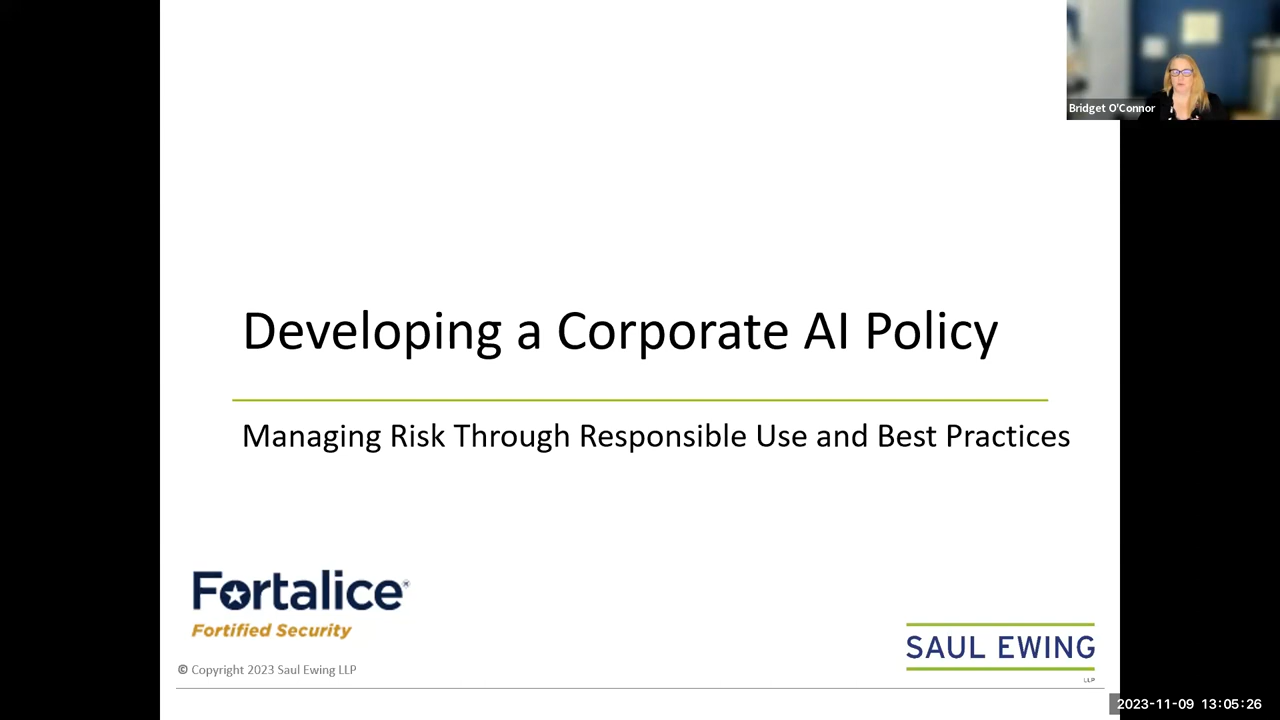 Bridget O'Connor
Developing a Corporate AI Policy
Managing Risk Through Responsible Use and Best Practices
Fortalice®
Fortified Security
SAUL EWING
LLP
© Copyright 2023 Saul Ewing LLP
2023-11-09 13:05:26